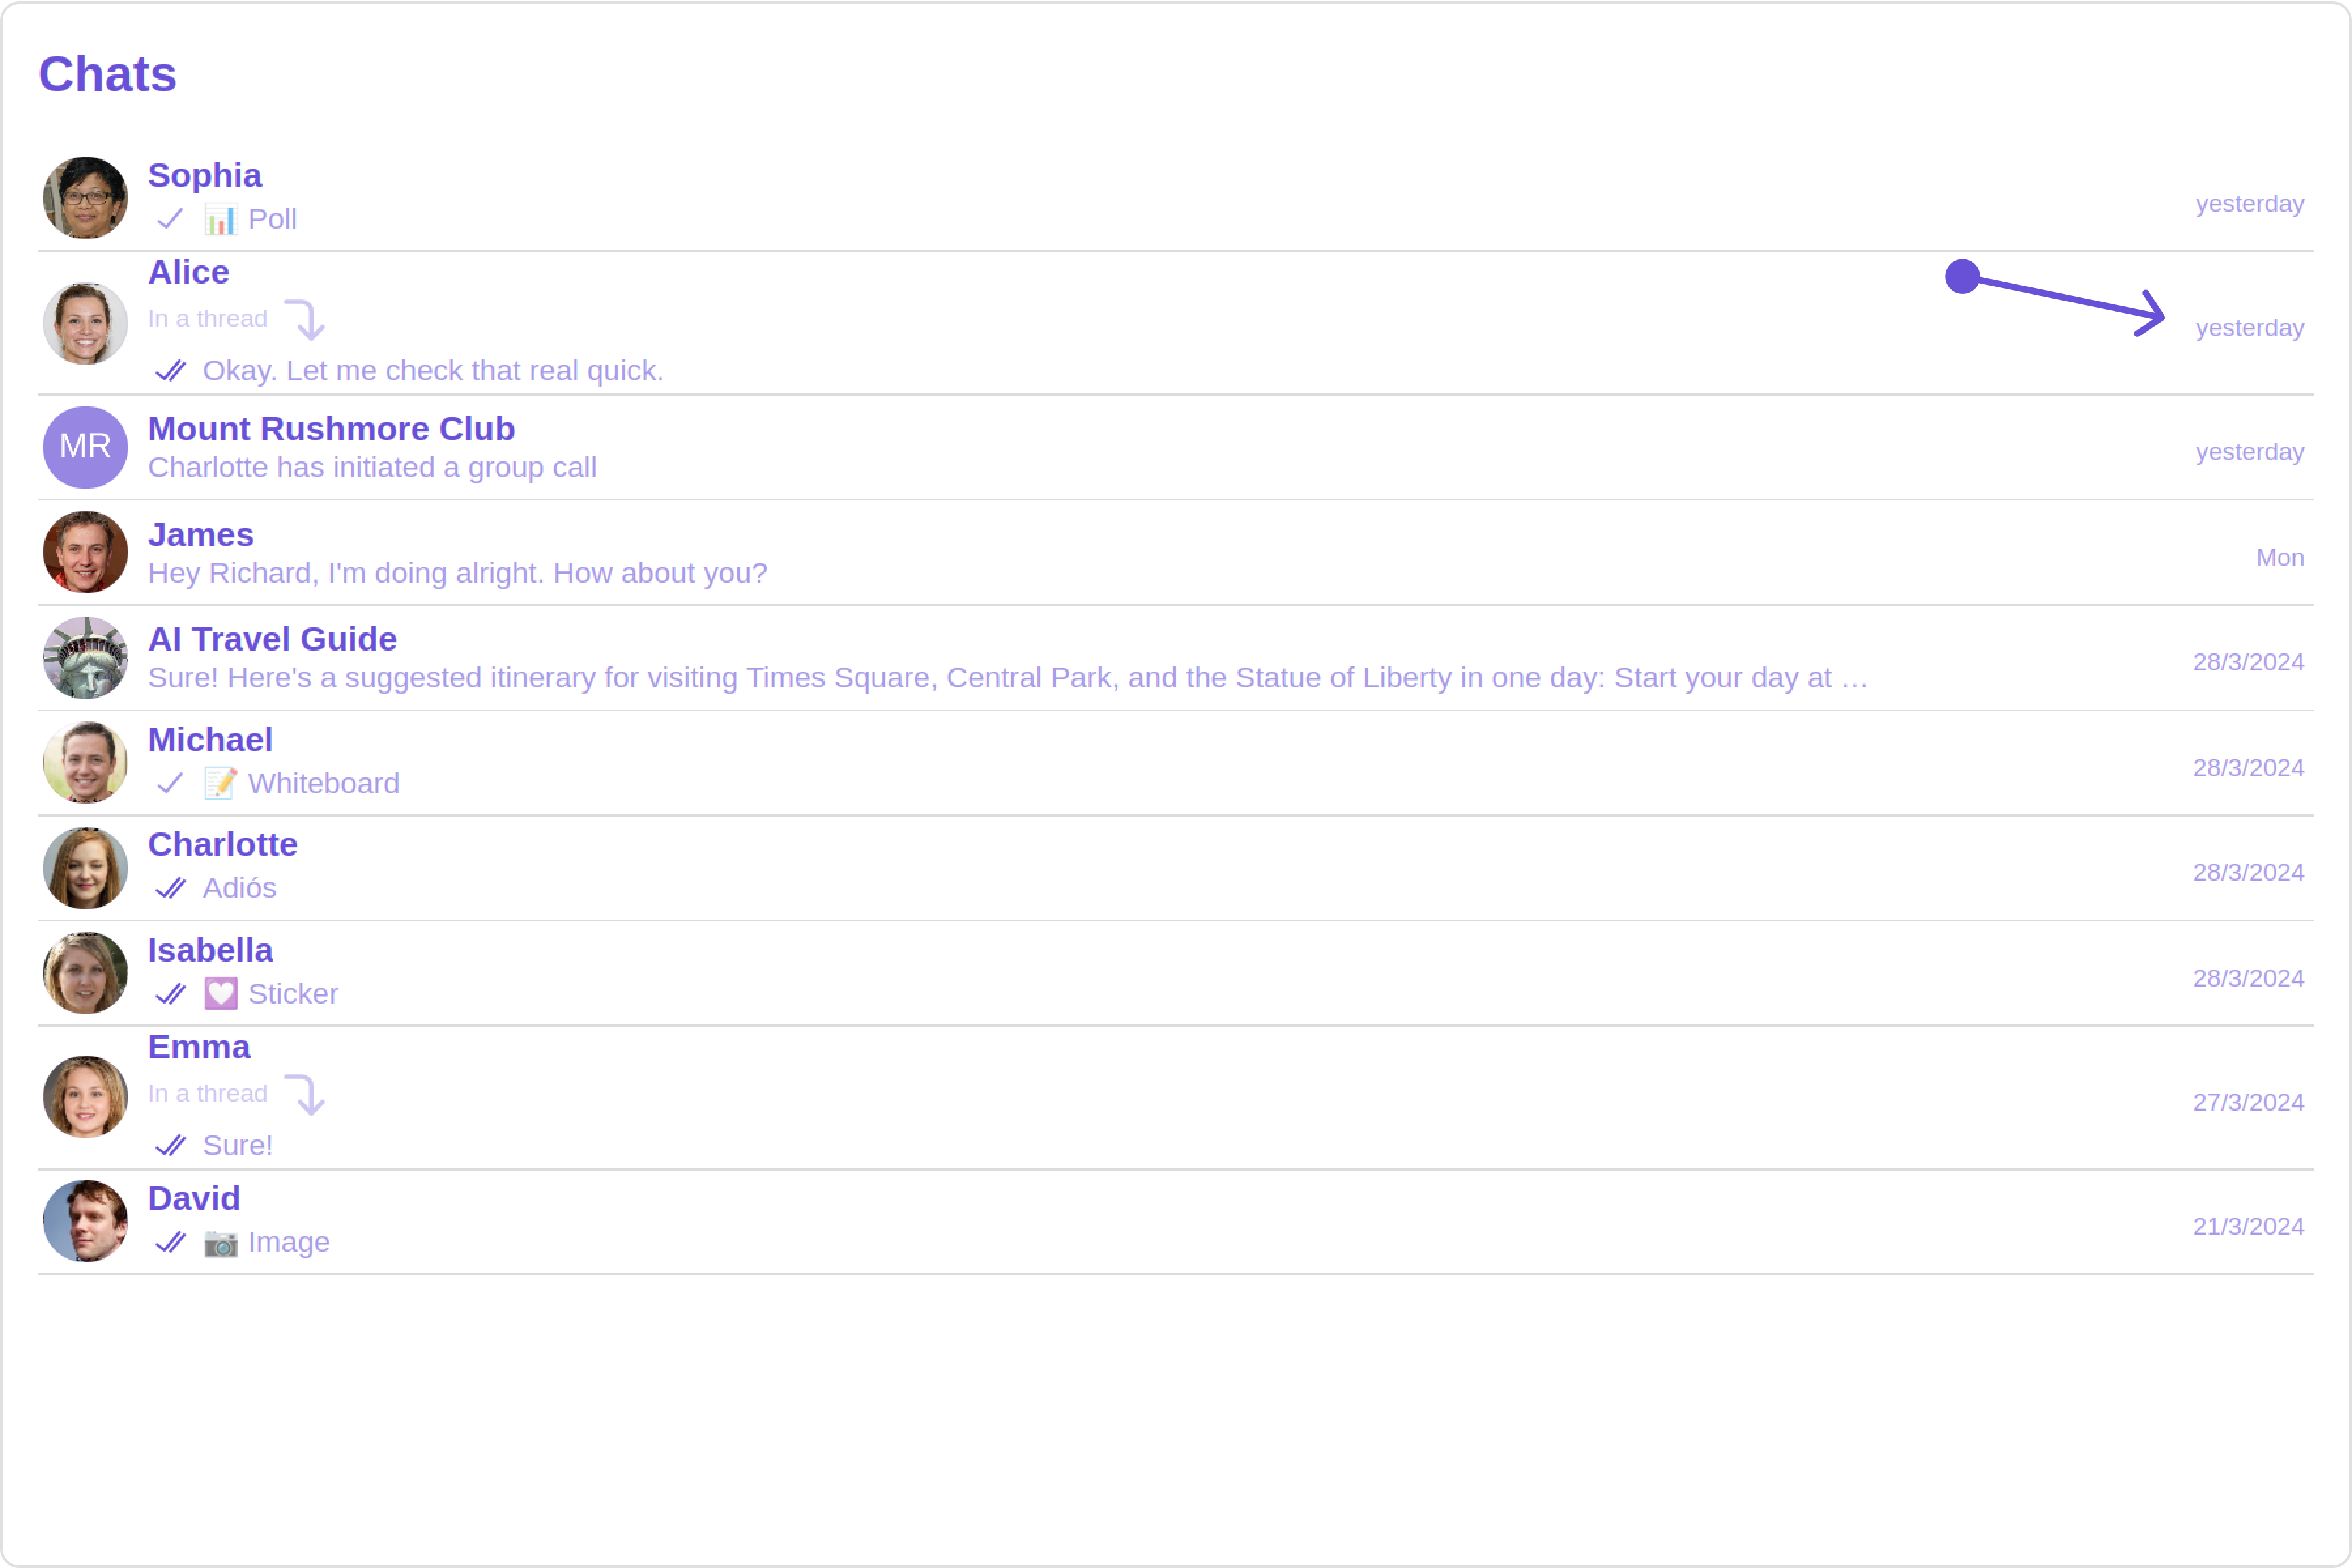 Chats
Sophia
📊 Poll
yesterday
Alice
In a thread
Okay. Let me check that real quick.
yesterday
MR
Mount Rushmore Club
Charlotte has initiated a group call
yesterday
James
Hey Richard, I'm doing alright. How about you?
Mon
AI Travel Guide
Sure! Here's a suggested itinerary for visiting Times Square, Central Park, and the Statue of Liberty in one day: Start your day at …
28/3/2024
Michael
📝 Whiteboard
28/3/2024
Charlotte
Adiós
28/3/2024
Isabella
💟 Sticker
28/3/2024
Emma
In a thread
Sure!
27/3/2024
David
📷 Image
21/3/2024